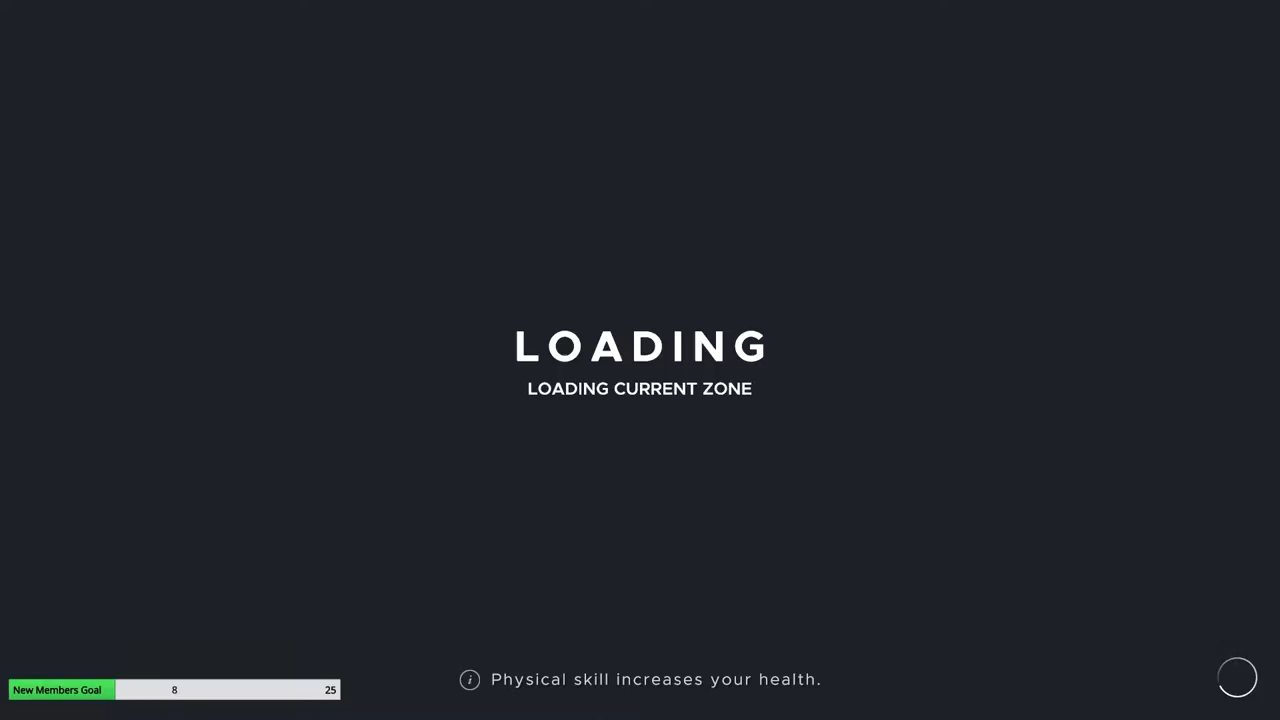 LOADING
LOADING CURRENT ZONE
Physical skill increases your health.
New Members Goal 8 25